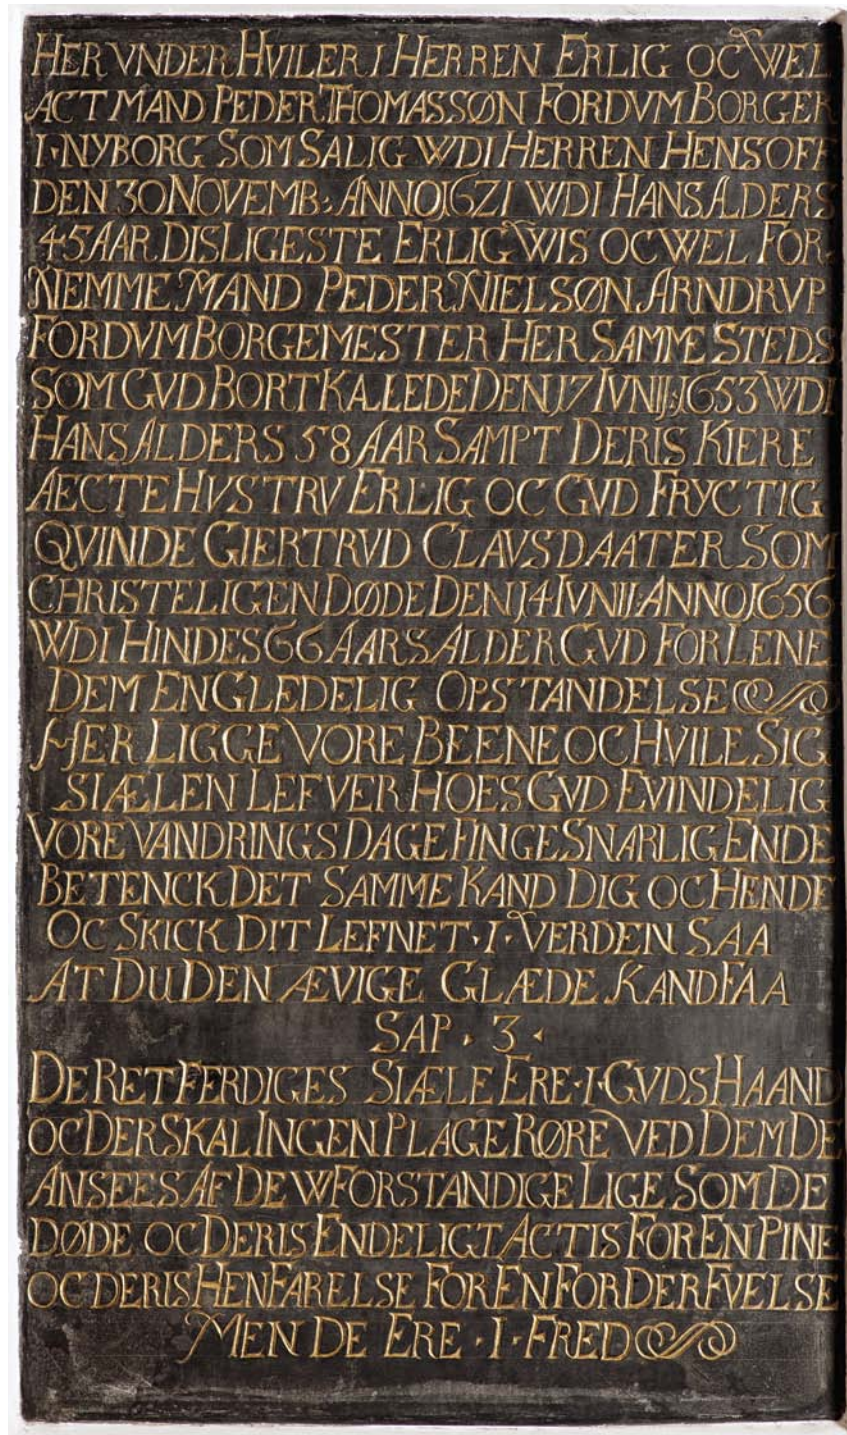 HER VNDER HVILER I HERREN ERLIG OC WEL
ACT MAND PEDER THOMASSØN FORDVM BORGER
I·NYBORG SOM SALIG WDI HERREN HENSOFF
DEN 30 NOVEMB: ANNO 1621 WDI HANS ALDERS
45 AAR DISLIGESTE ERLIG WIS OC WEL FOR-
NEMME MAND PEDER NIELSØN ARNDRVP
FORDVM BORGEMESTER HER SAMME STEDS
SOM GVD BORTKALLEDE DEN 17 IVNIJ: 1653 WDI
HANS ALDERS 58 AAR SAMPT DERIS KIERE
AECTE HVSTRV ERLIG OC GVD FRYCTIG
QVINDE GIERTRVD CLAVSDAATER SOM
CHRISTELIGEN DØDE DEN 14 IVNII: ANNO 1656
WDI HINDES 66 AARS ALDER GVD FORLENE
DEM EN GLEDELIG OPSTANDELSE
HER LIGGE VORE BEENE OC HVILE SIG
SIÆLEN LEFVER HOES GVD EVINDELIG
VORE VANDRINGS DAGE FINGE SNARLIG ENDE
BETENCK DET SAMME KAND DIG OC HENDE
OC SKICK DIT LEFNET·I·VERDEN SAA
AT DU DEN ÆVIGE GLÆDE KAND FAA
SAP · 3 ·
DE RETFERDIGES SIÆLE ERE·I·GVDS HAAND
OC DER SKAL INGEN PLAGE RØRE VED DEM DE
ANSEES AF DE WFORSTANDIGE LIGE SOM DE
DØDE OC DERIS ENDELIGT ACTIS FOR EN PINE
OC DERIS HENFARELSE FOR EN FORDERFVELSE
MEN DE ERE · I · FRED